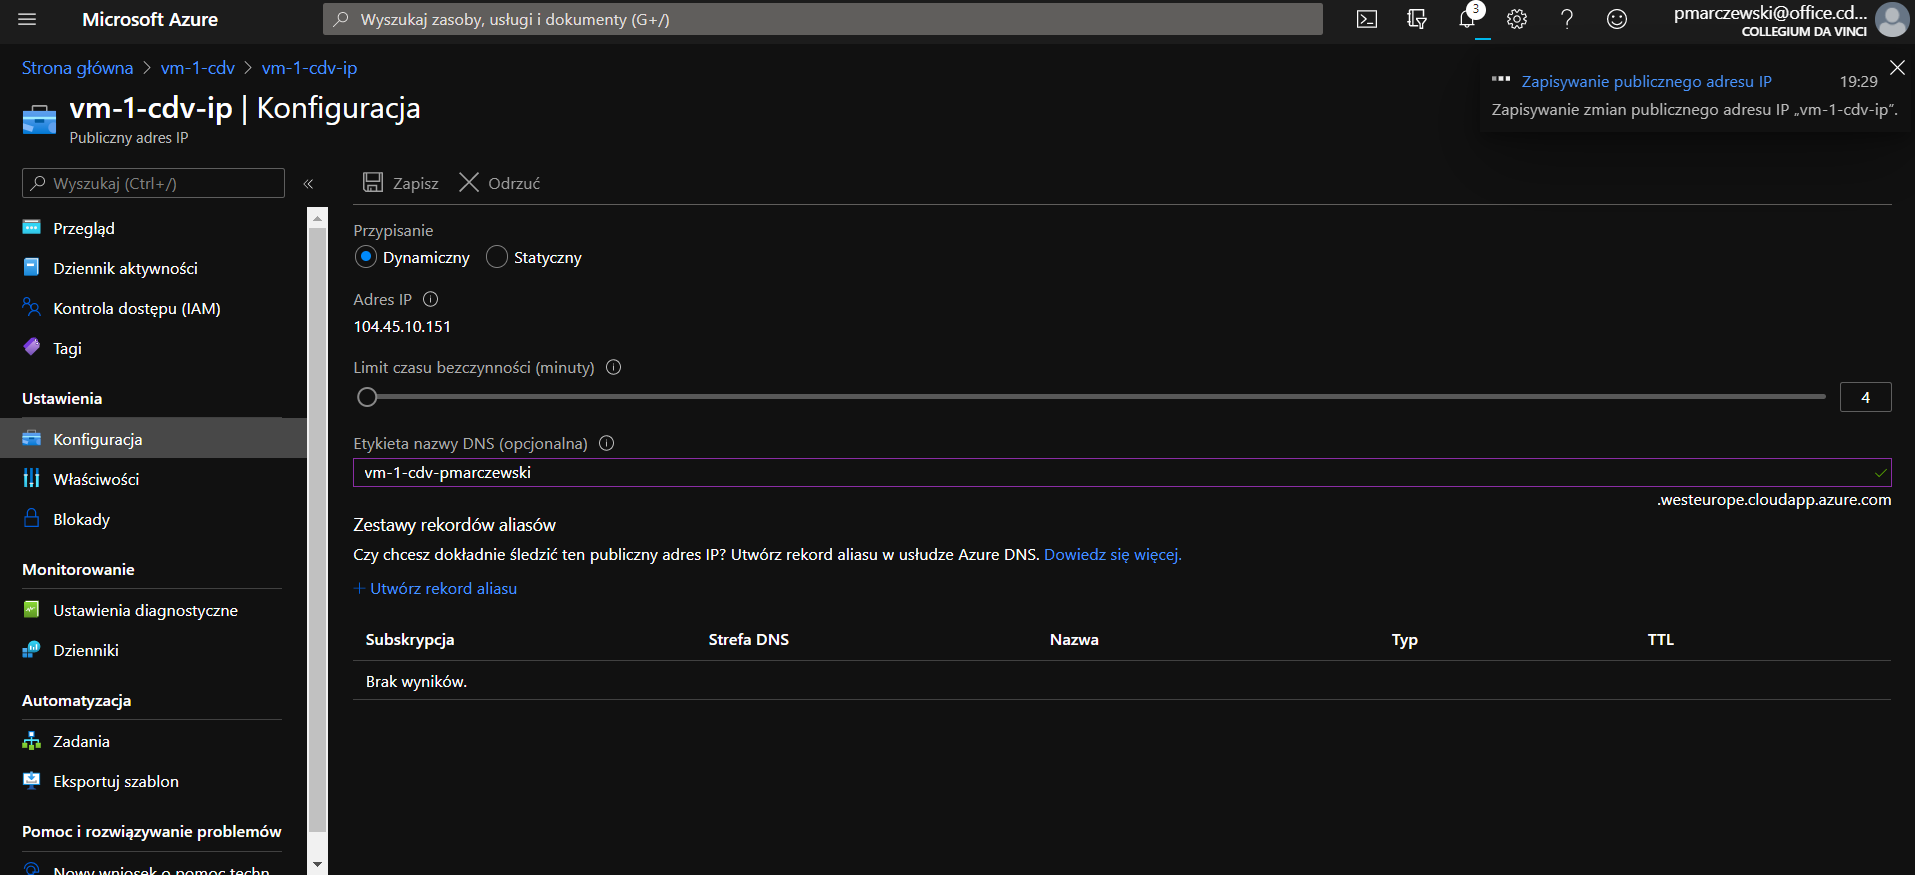 Microsoft Azure
Wyszukaj zasoby, usługi i dokumenty (G+/)
3
pmarczewski@office.cd...
COLLEGIUM DA VINCI
Strona główna > vm-1-cdv > vm-1-cdv-ip
Zapisywanie publicznego adresu IP 19:29
Zapisywanie zmian publicznego adresu IP „vm-1-cdv-ip”.
vm-1-cdv-ip | Konfiguracja
Publiczny adres IP
Wyszukaj (Ctrl+/)
«
Przegląd
Dziennik aktywności
Kontrola dostępu (IAM)
Tagi
Ustawienia
Konfiguracja
Właściwości
Blokady
Monitorowanie
Ustawienia diagnostyczne
Dzienniki
Automatyzacja
Zadania
Eksportuj szablon
Pomoc i rozwiązywanie problemów
Nowy wniosek o pomoc techn
Zapisz Odrzuć
Przypisanie
Dynamiczny Statyczny
Adres IP
104.45.10.151
Limit czasu bezczynności (minuty)
4
Etykieta nazwy DNS (opcjonalna)
vm-1-cdv-pmarczewski
.westeurope.cloudapp.azure.com
Zestawy rekordów aliasów
Czy chcesz dokładnie śledzić ten publiczny adres IP? Utwórz rekord aliasu w usłudze Azure DNS. Dowiedz się więcej.
+ Utwórz rekord aliasu
Subskrypcja Strefa DNS Nazwa Typ TTL
Brak wyników.